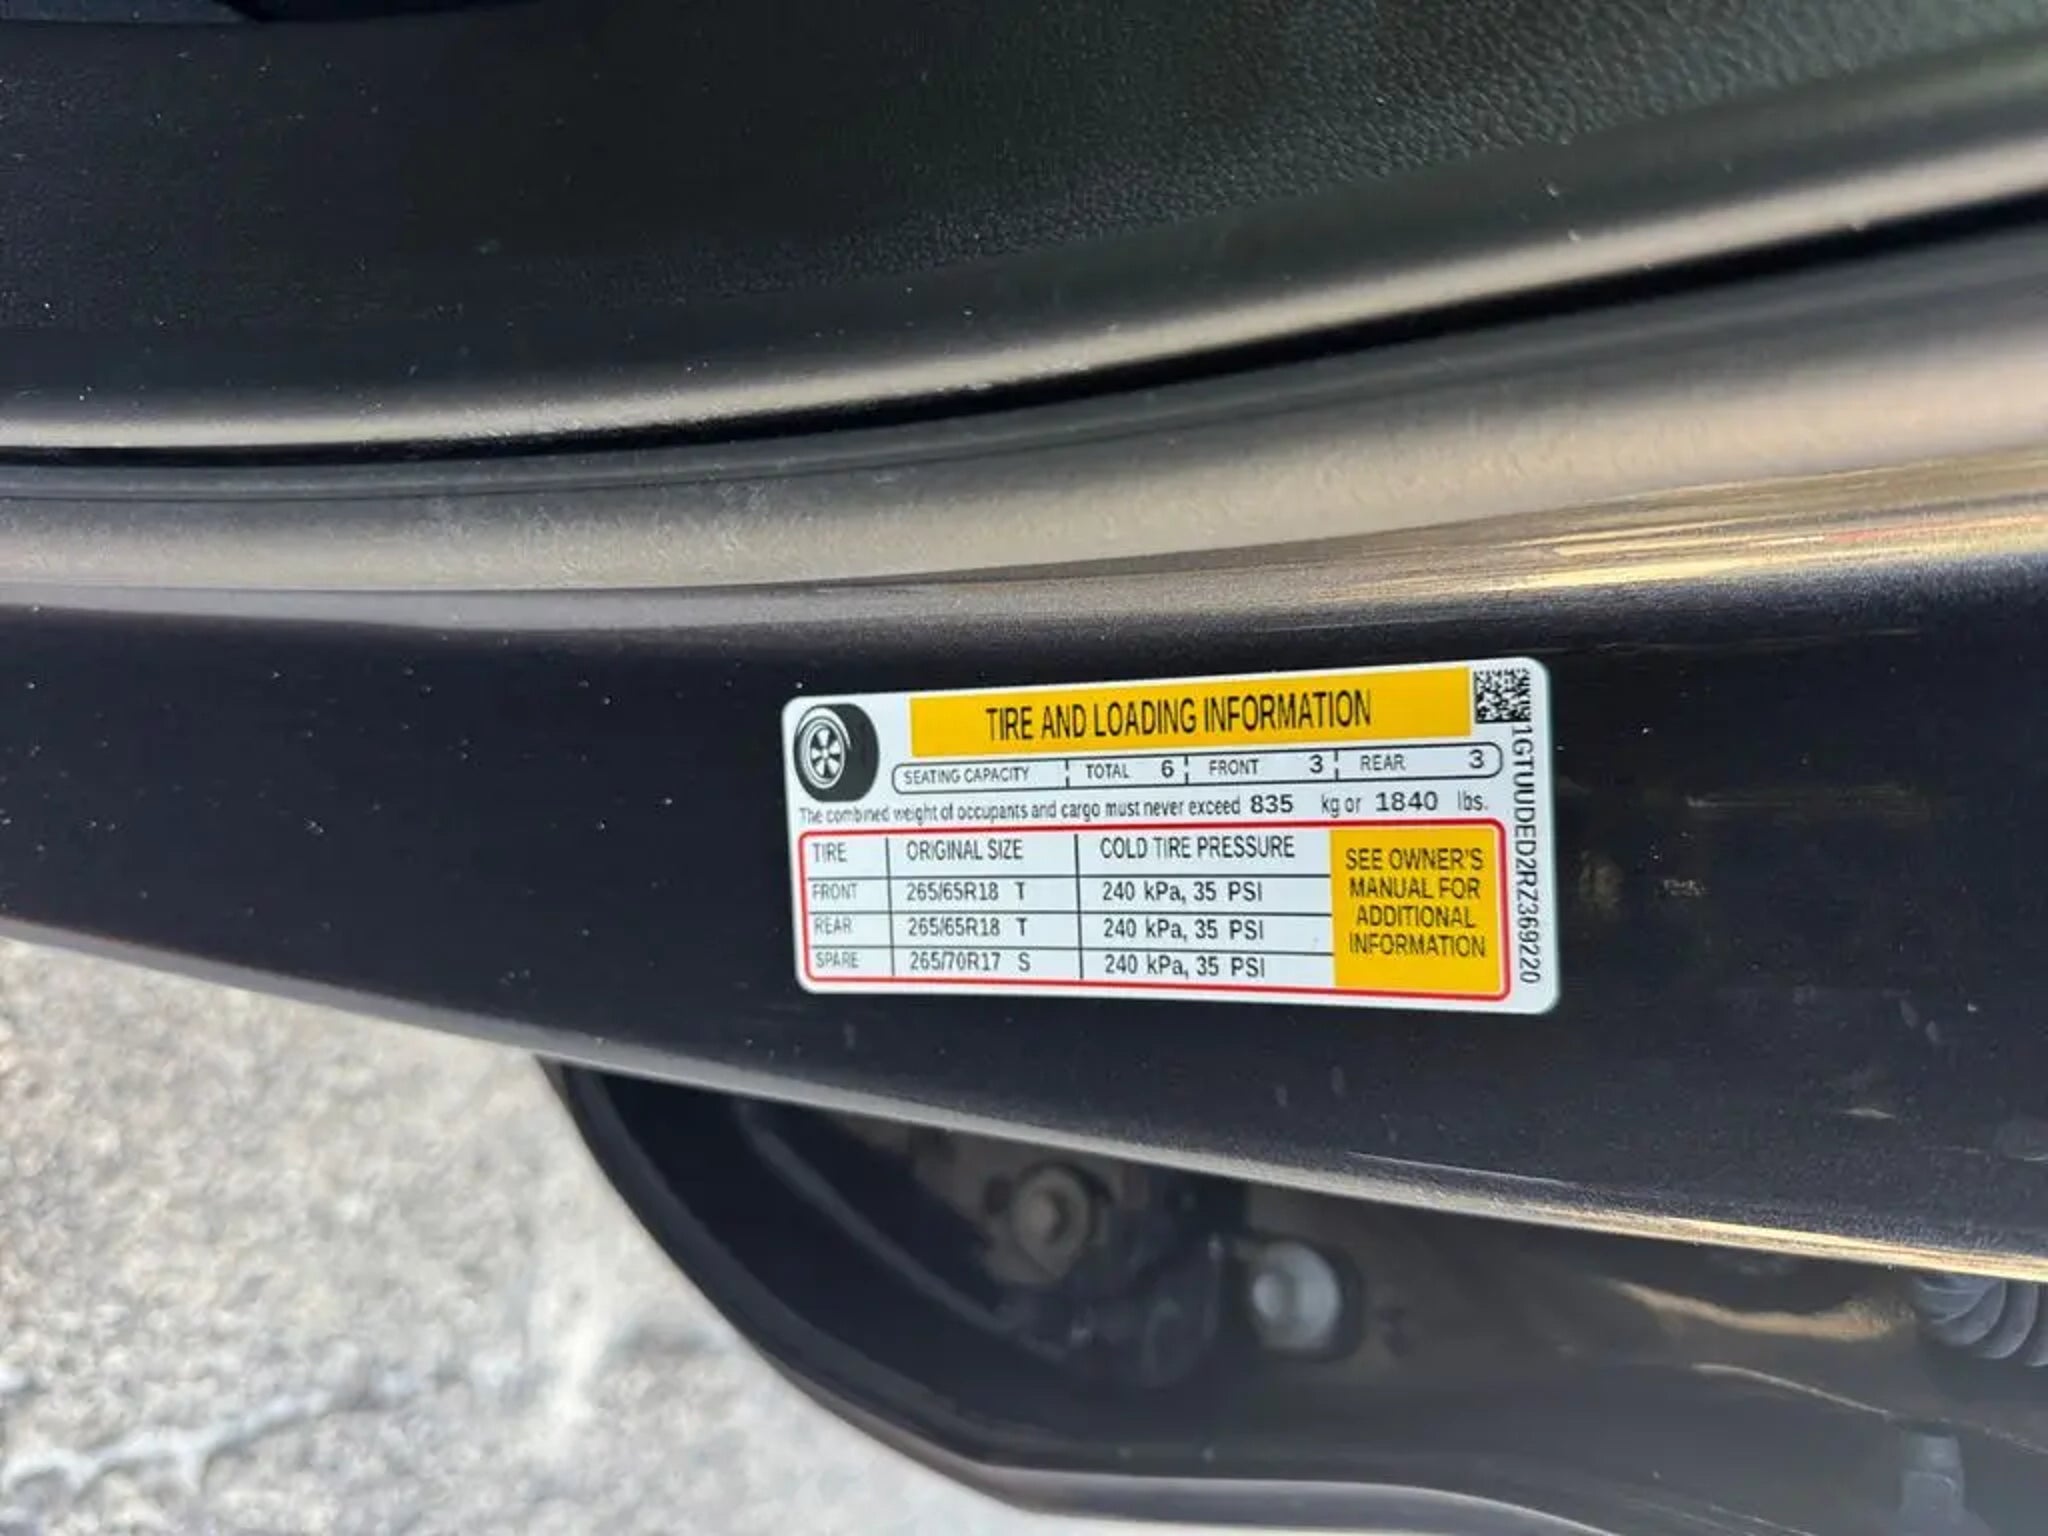 TIRE AND LOADING INFORMATION
SEATING CAPACITY TOTAL 6 FRONT 3 REAR 3
The combined weight of occupants and cargo must never exceed 835 kg or 1840 lbs.
TIRE ORIGINAL SIZE COLD TIRE PRESSURE
FRONT 265/65R18 T 240 kPa, 35 PSI
REAR 265/65R18 T 240 kPa, 35 PSI
SPARE 265/70R17 S 240 kPa, 35 PSI
SEE OWNER'S
MANUAL FOR
ADDITIONAL
INFORMATION
1GTUUDED2RZ369220